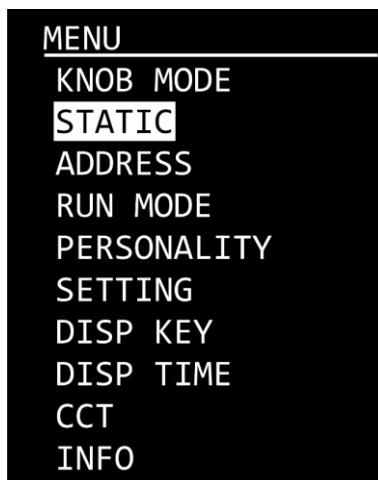 MENU
KNOB MODE
STATIC
ADDRESS
RUN MODE
PERSONALITY
SETTING
DISP KEY
DISP TIME
CCT
INFO